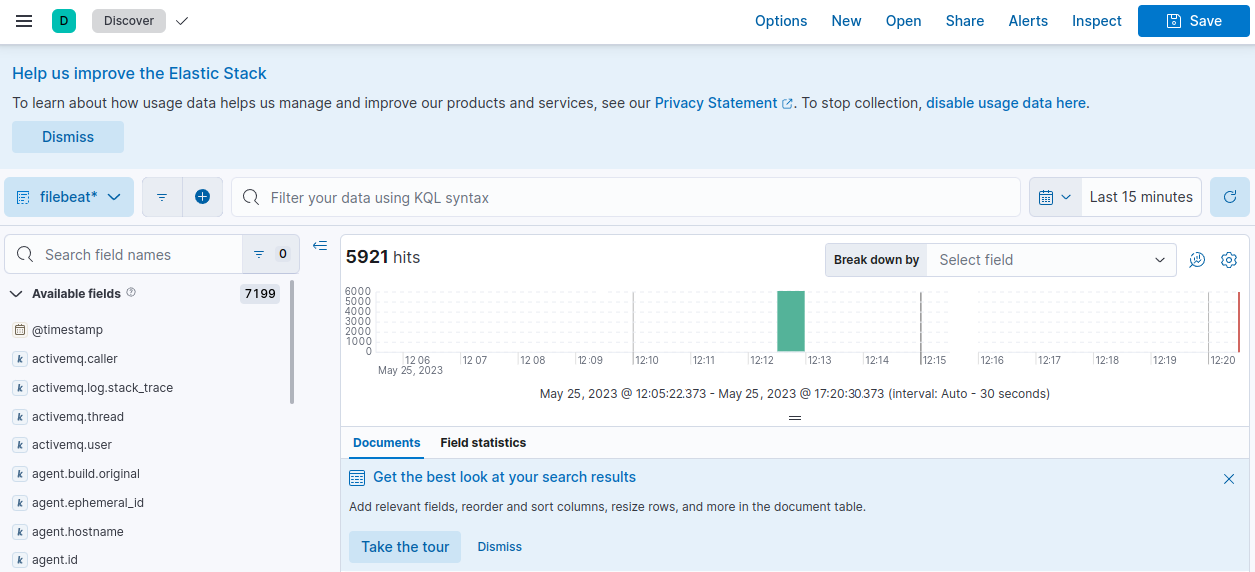 D Discover Options New Open Share Alerts Inspect Save
Help us improve the Elastic Stack
To learn about how usage data helps us manage and improve our products and services, see our Privacy Statement. To stop collection, disable usage data here.
Dismiss
filebeat* Filter your data using KQL syntax Last 15 minutes
Search field names 0
5921 hits Break down by Select field
Available fields 7199
@timestamp
activemq.caller
activemq.log.stack_trace
activemq.thread
activemq.user
agent.build.original
agent.ephemeral_id
agent.hostname
agent.id
6000
5000
4000
3000
2000
1000
0
12:06 12:07 12:08 12:09 12:10 12:11 12:12 12:13 12:14 12:15 12:16 12:17 12:18 12:19 12:20
May 25, 2023
May 25, 2023 @ 12:05:22.373 - May 25, 2023 @ 17:20:30.373 (interval: Auto - 30 seconds)
Documents Field statistics
Get the best look at your search results
Add relevant fields, reorder and sort columns, resize rows, and more in the document table.
Take the tour Dismiss